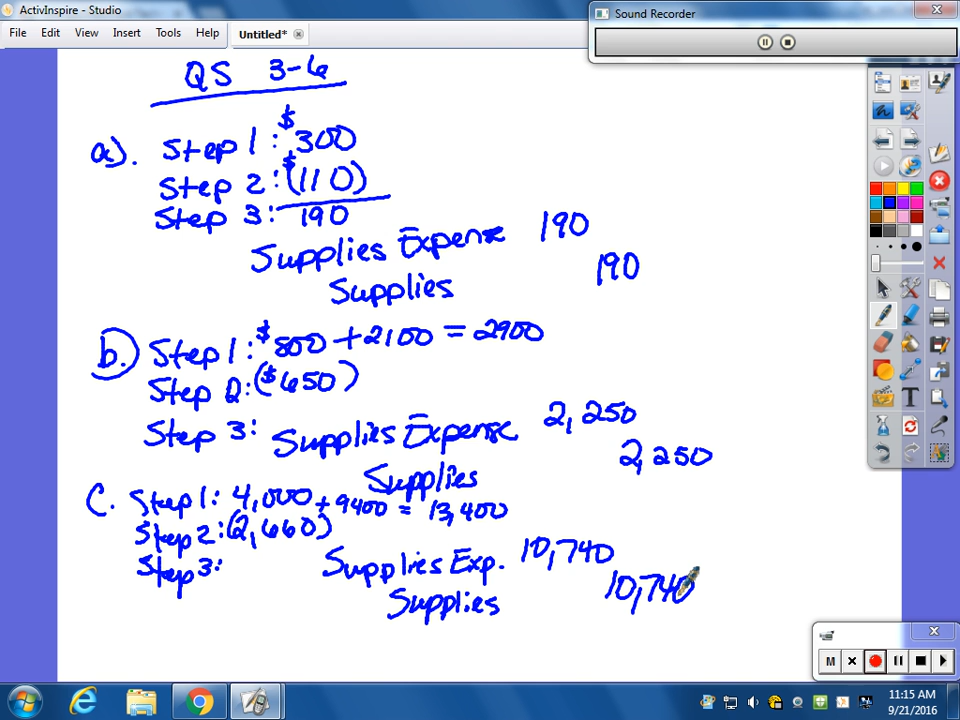 ActivInspire - Studio
Sound Recorder
File Edit View Insert Tools Help Untitled*
QS 3-6
a). Step 1: $300
Step 2: $(110)
Step 3: 190
Supplies Expense 190
Supplies 190
b. Step 1: $800 + 2100 = 2900
Step 2: ($650)
Step 3: Supplies Expense 2,250
Supplies 2,250
C. Step 1: 4,000 + 9400 = 13,400
Step 2: (2,660)
Step 3: Supplies Exp. 10,740
Supplies 10,740
M
11:15 AM
9/21/2016